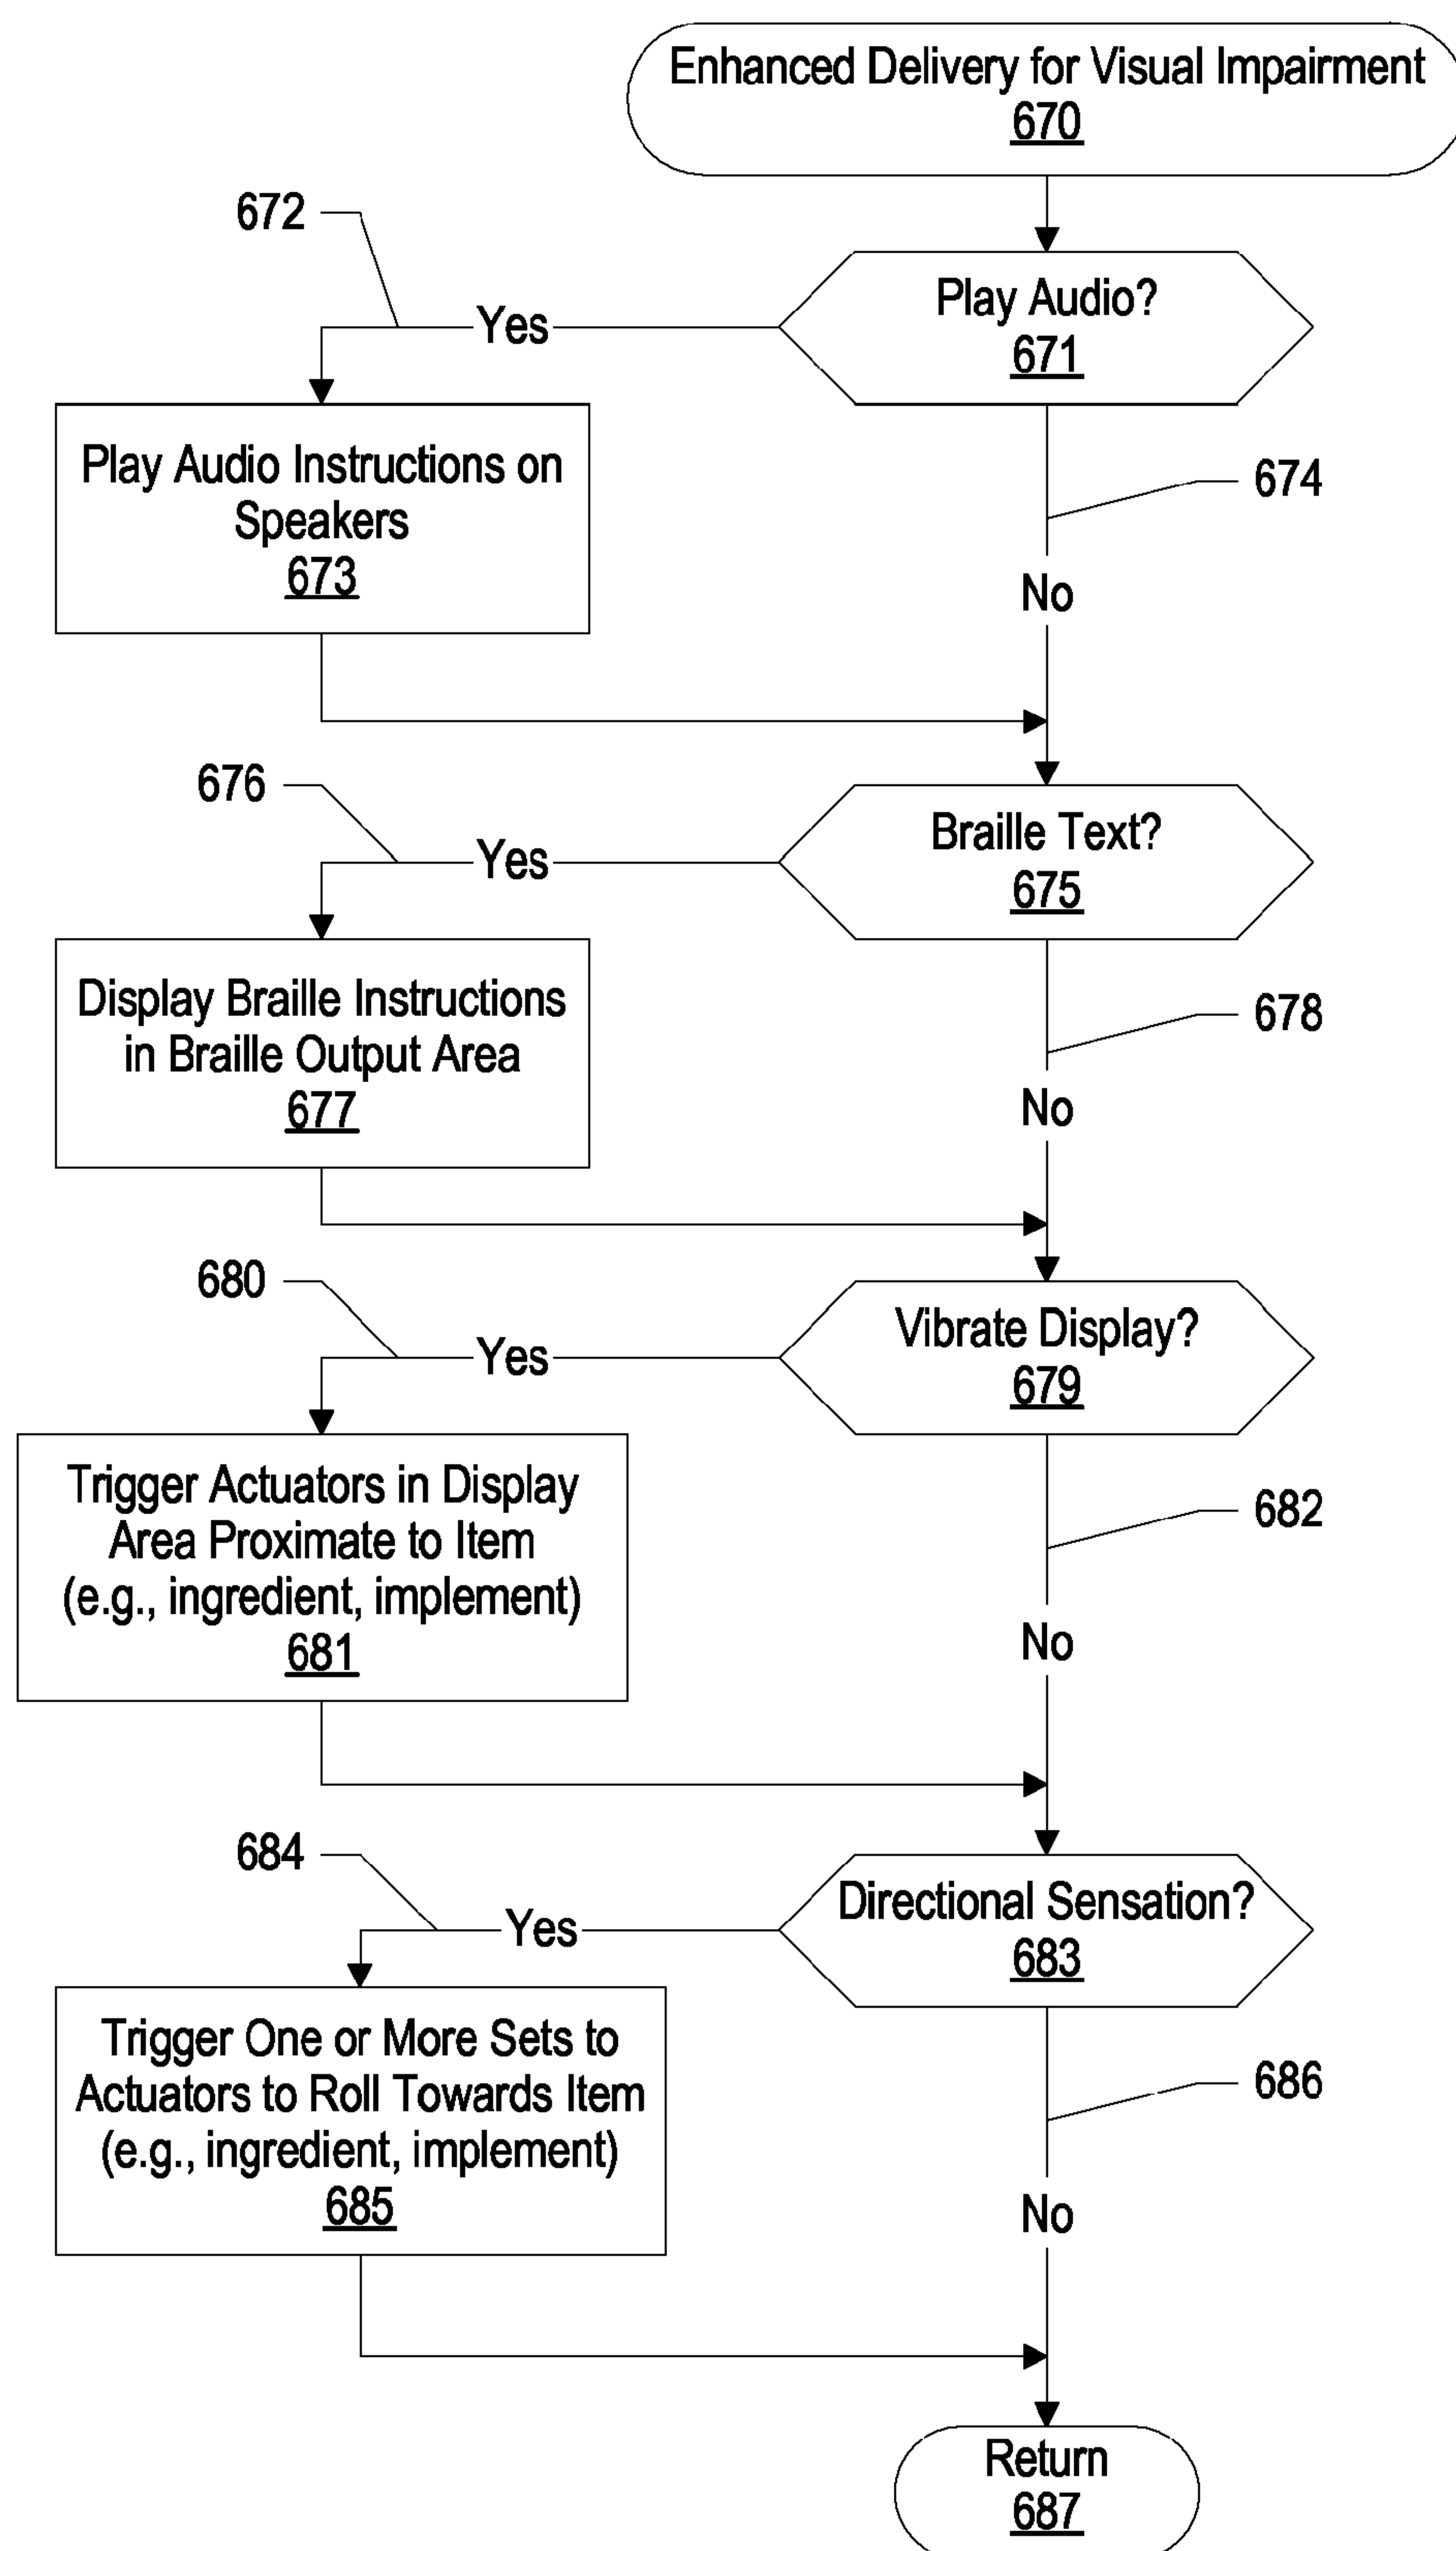 Enhanced Delivery for Visual Impairment
670
672
Play Audio?
671
Yes
Play Audio Instructions on
Speakers
673
674
No
676
Braille Text?
675
Yes
Display Braille Instructions
in Braille Output Area
677
678
No
680
Vibrate Display?
679
Yes
Trigger Actuators in Display
Area Proximate to Item
(e.g., ingredient, implement)
681
682
No
684
Directional Sensation?
683
Yes
Trigger One or More Sets to
Actuators to Roll Towards Item
(e.g., ingredient, implement)
685
686
No
Return
687